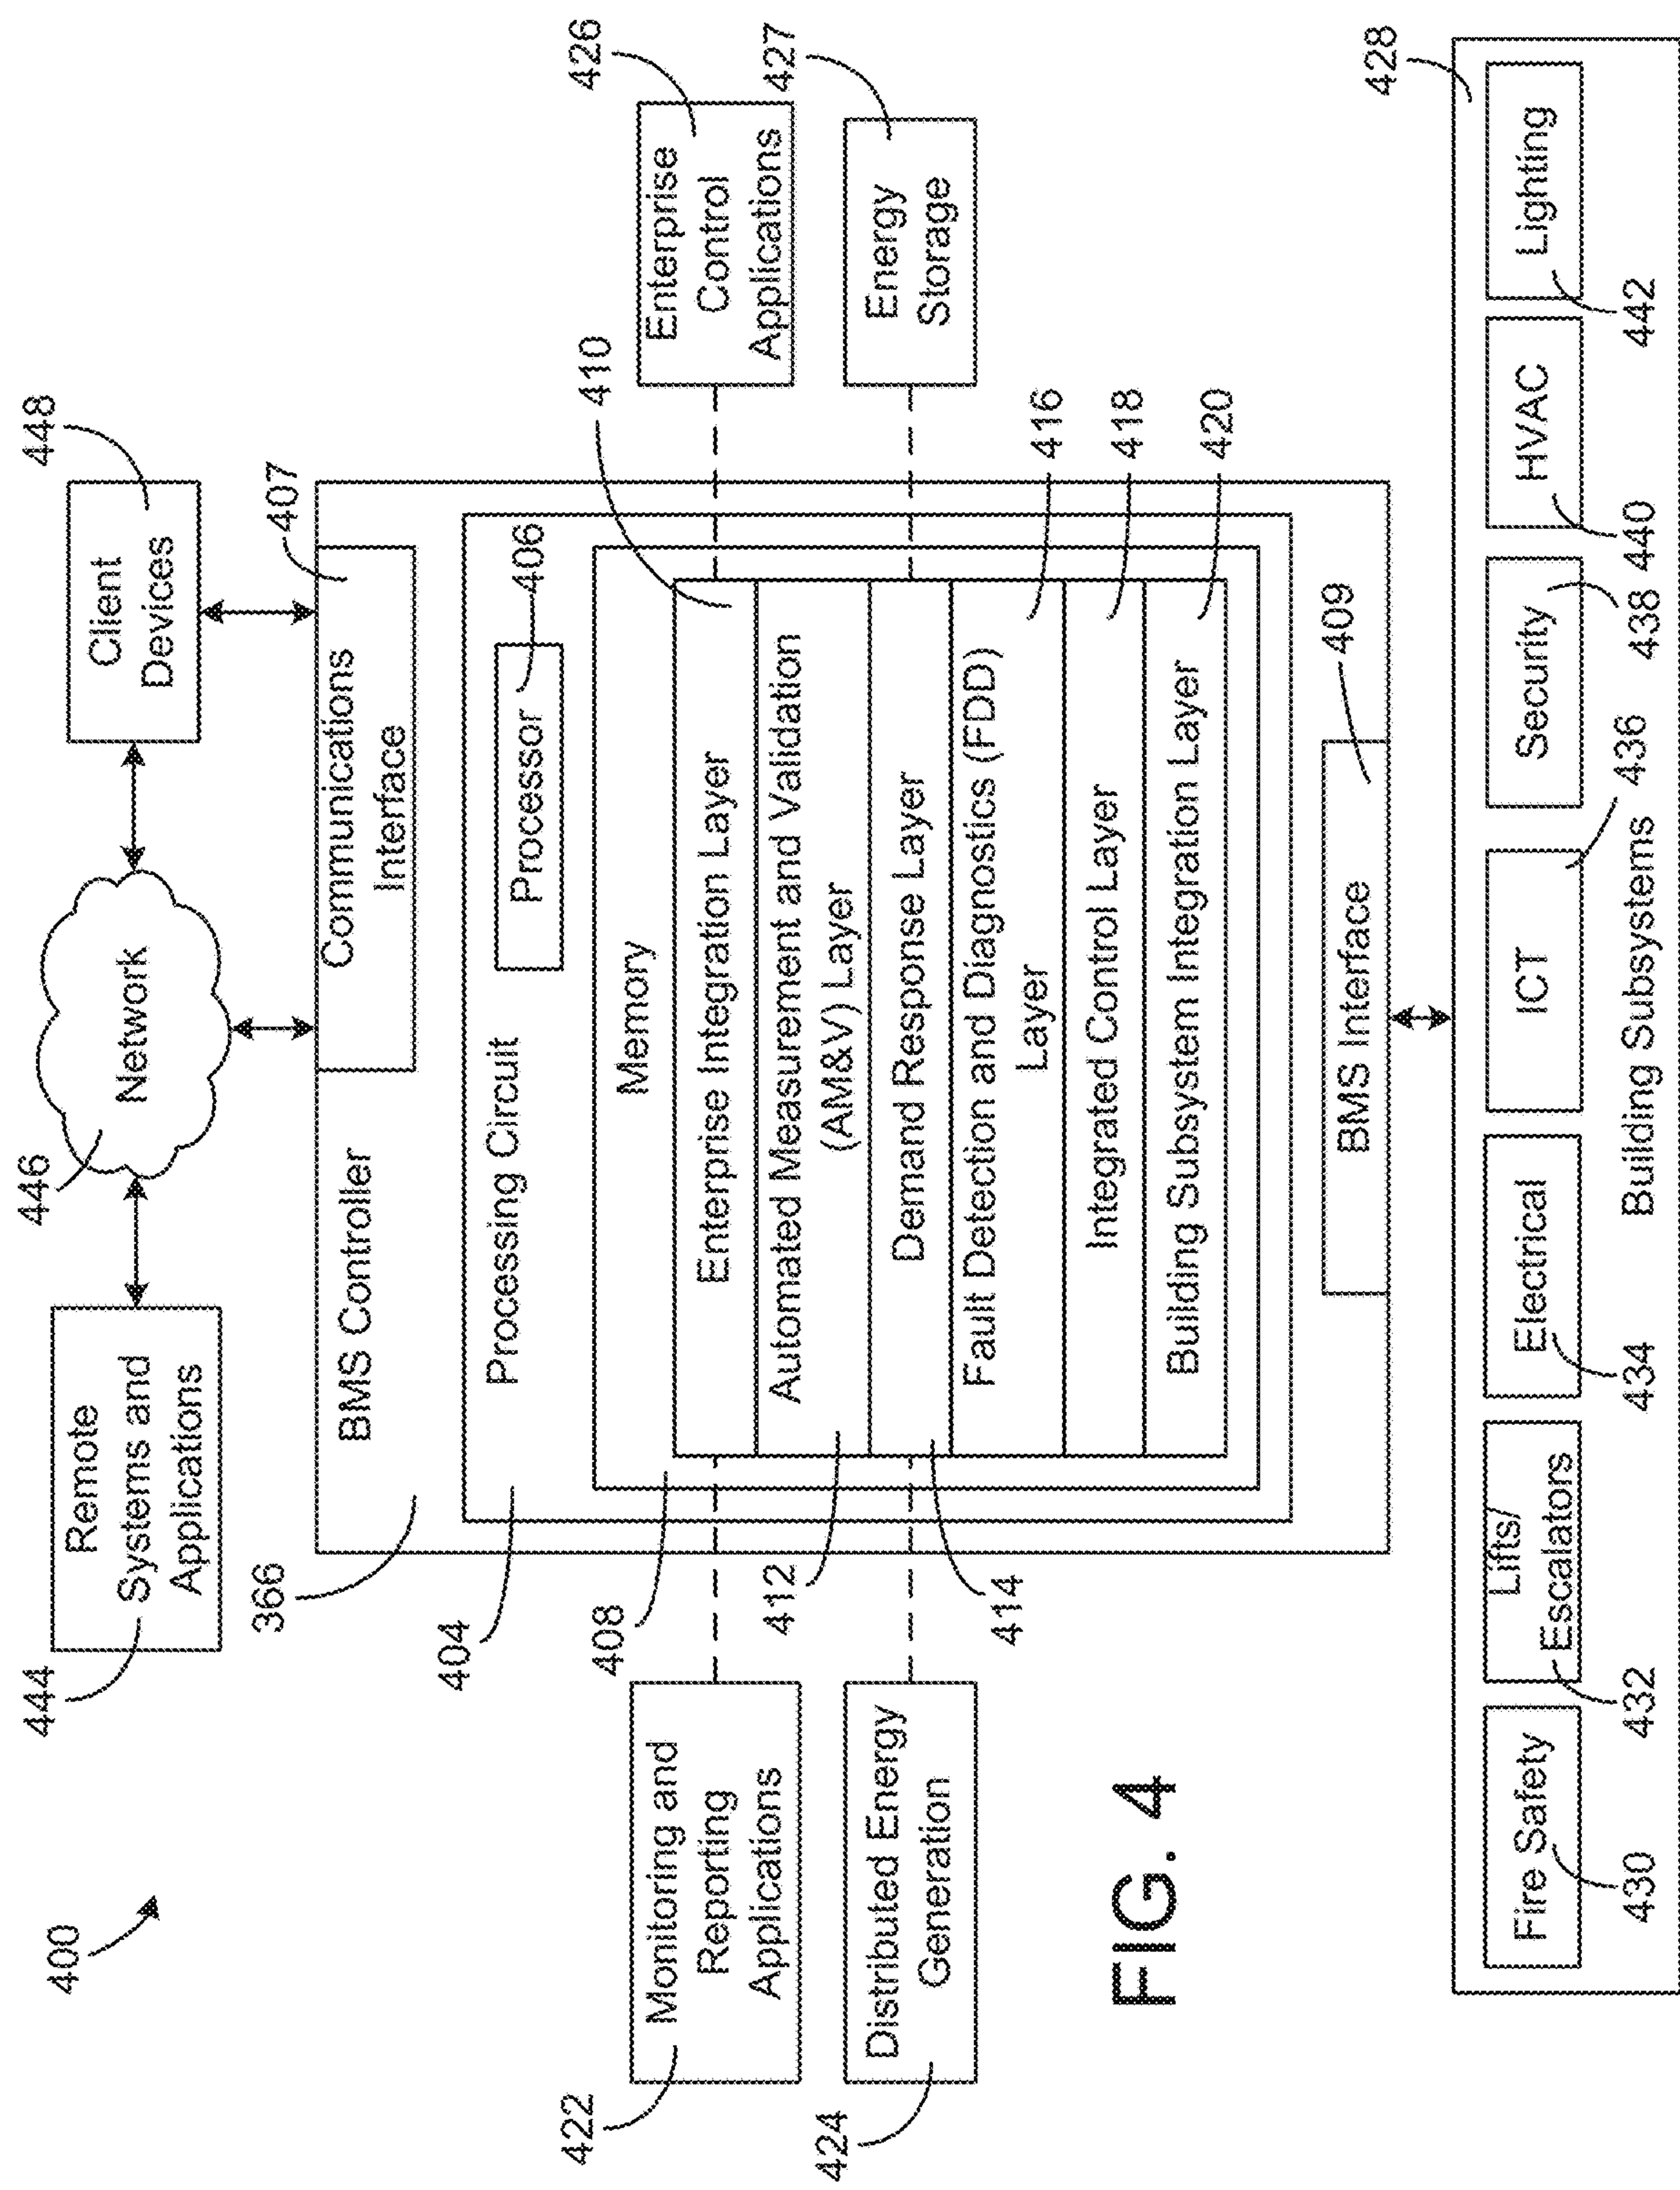 400
444
Remote
Systems and
Applications
446
Network
448
Client
Devices
366
BMS Controller
407
Communications
Interface
404
Processing Circuit
Processor
406
408
Memory
410
Enterprise Integration Layer
412
Automated Measurement and Validation
(AM&V) Layer
414
Demand Response Layer
416
Fault Detection and Diagnostics (FDD)
Layer
418
Integrated Control Layer
420
Building Subsystem Integration Layer
409
BMS Interface
422
Monitoring and
Reporting
Applications
424
Distributed Energy
Generation
426
Enterprise
Control
Applications
427
Energy
Storage
428
Fire Safety
430
Lifts/
Escalators
432
Electrical
434
ICT
436
Security
438
HVAC
440
Lighting
442
Building Subsystems
FIG. 4